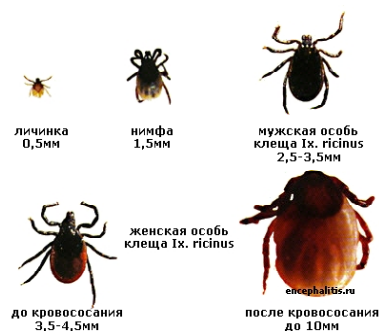 личинка
0,5мм
нимфа
1,5мм
мужская особь
клеща Ix. ricinus
2,5-3,5мм
женская особь
клеща Ix. ricinus
до кровососания
3,5-4,5мм
encephalitis.ru
после кровососания
до 10мм